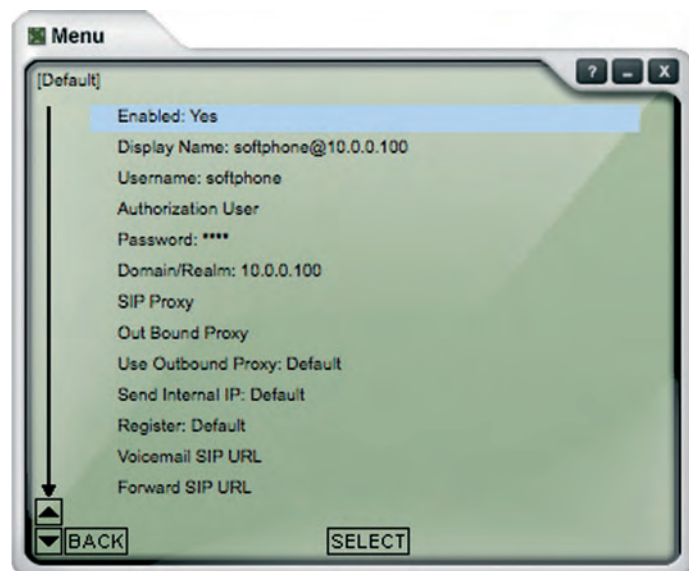 Menu
? – X
[Default]
Enabled: Yes
Display Name: softphone@10.0.0.100
Username: softphone
Authorization User
Password: ****
Domain/Realm: 10.0.0.100
SIP Proxy
Out Bound Proxy
Use Outbound Proxy: Default
Send Internal IP: Default
Register: Default
Voicemail SIP URL
Forward SIP URL
BACK SELECT